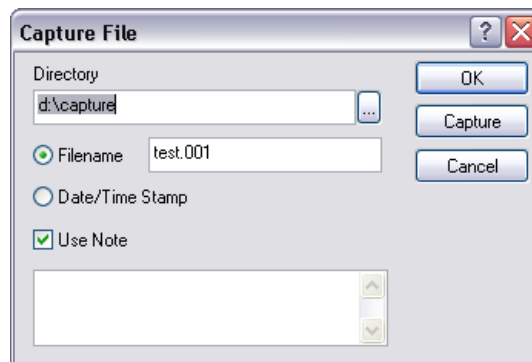 Capture File
Directory
OK
d:\capture
...
Capture
Filename
test.001
Cancel
Date/Time Stamp
Use Note